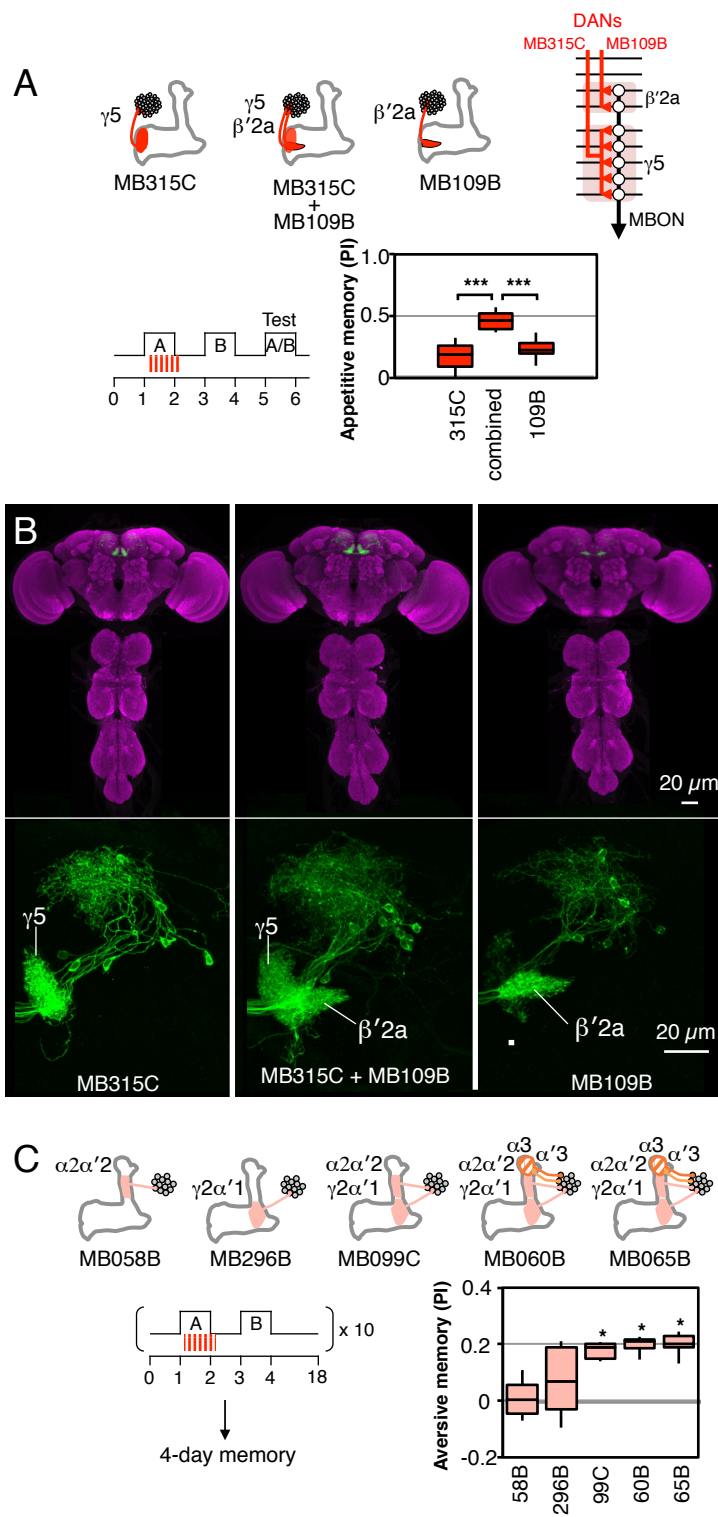 DANs
MB315C MB109B
A
γ5
γ5
β′2a
β′2a
β′2a
γ5
MBON
MB315C
MB315C
+
MB109B
MB109B
Appetitive memory (PI)
1.0
0.5
0
*** ***
315C
combined
109B
Test
A B A/B
0 1 2 3 4 5 6
B
20 µm
γ5
γ5
β′2a
β′2a
20 µm
MB315C
MB315C + MB109B
MB109B
C
α2α′2
γ2α′1
α2α′2
γ2α′1
α3
α2α′2 α′3
γ2α′1
α3
α2α′2 α′3
γ2α′1
MB058B
MB296B
MB099C
MB060B
MB065B
A B x 10
0 1 2 3 4 18
4-day memory
Aversive memory (PI)
0.4
0.2
0
-0.2
* * *
58B
296B
99C
60B
65B